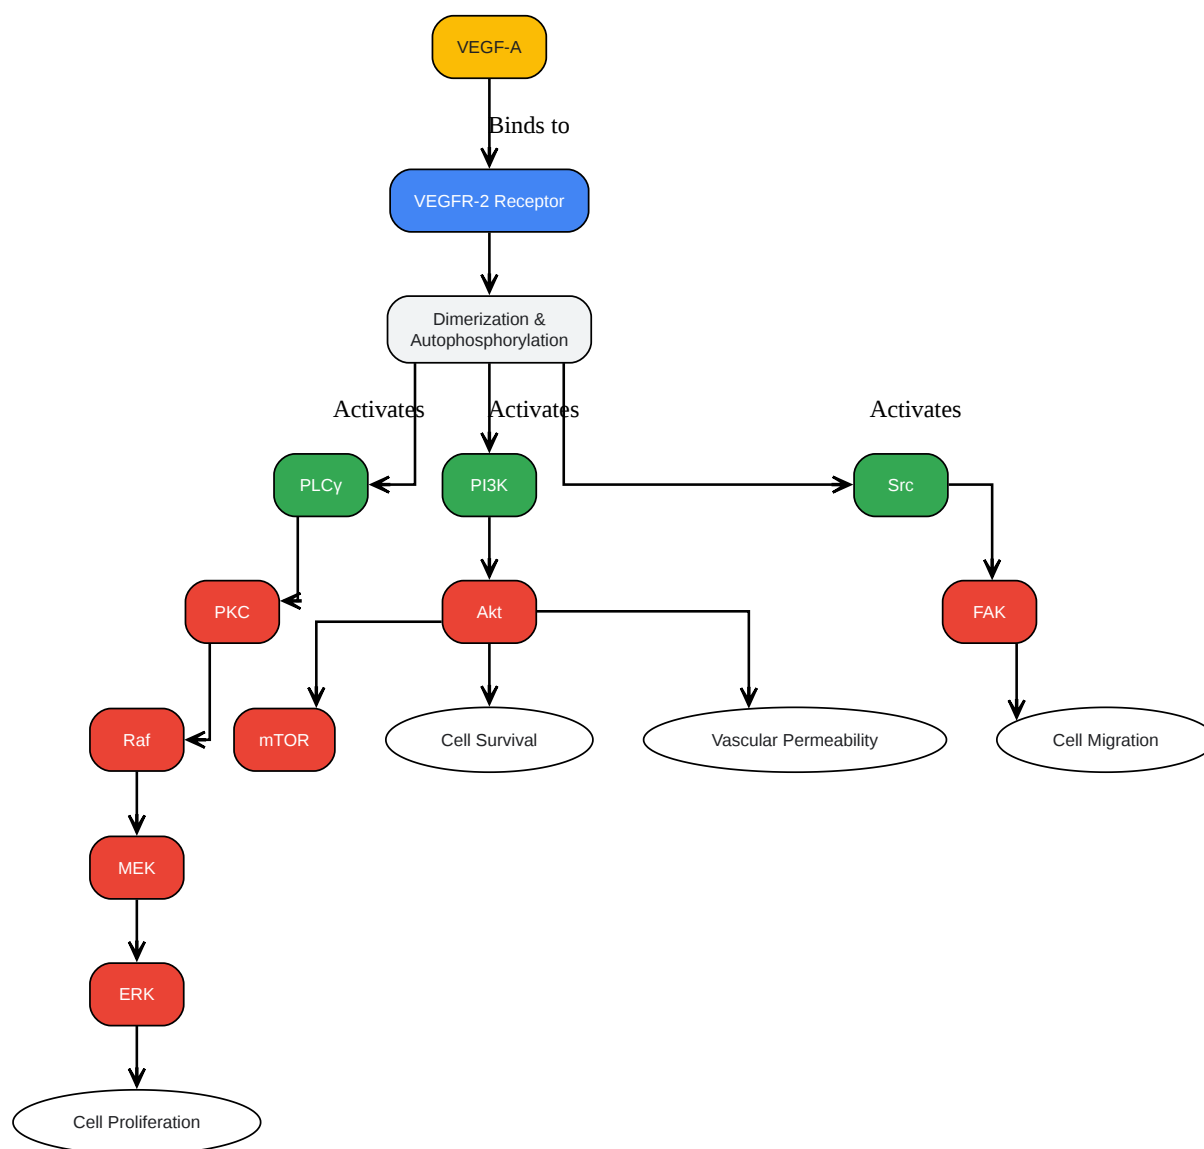 VEGF-A
Binds to
VEGFR-2 Receptor
Dimerization &
Autophosphorylation
Activates
Activates
Activates
PLCγ
PI3K
Src
PKC
Akt
FAK
Raf
mTOR
Cell Survival
Vascular Permeability
Cell Migration
MEK
ERK
Cell Proliferation